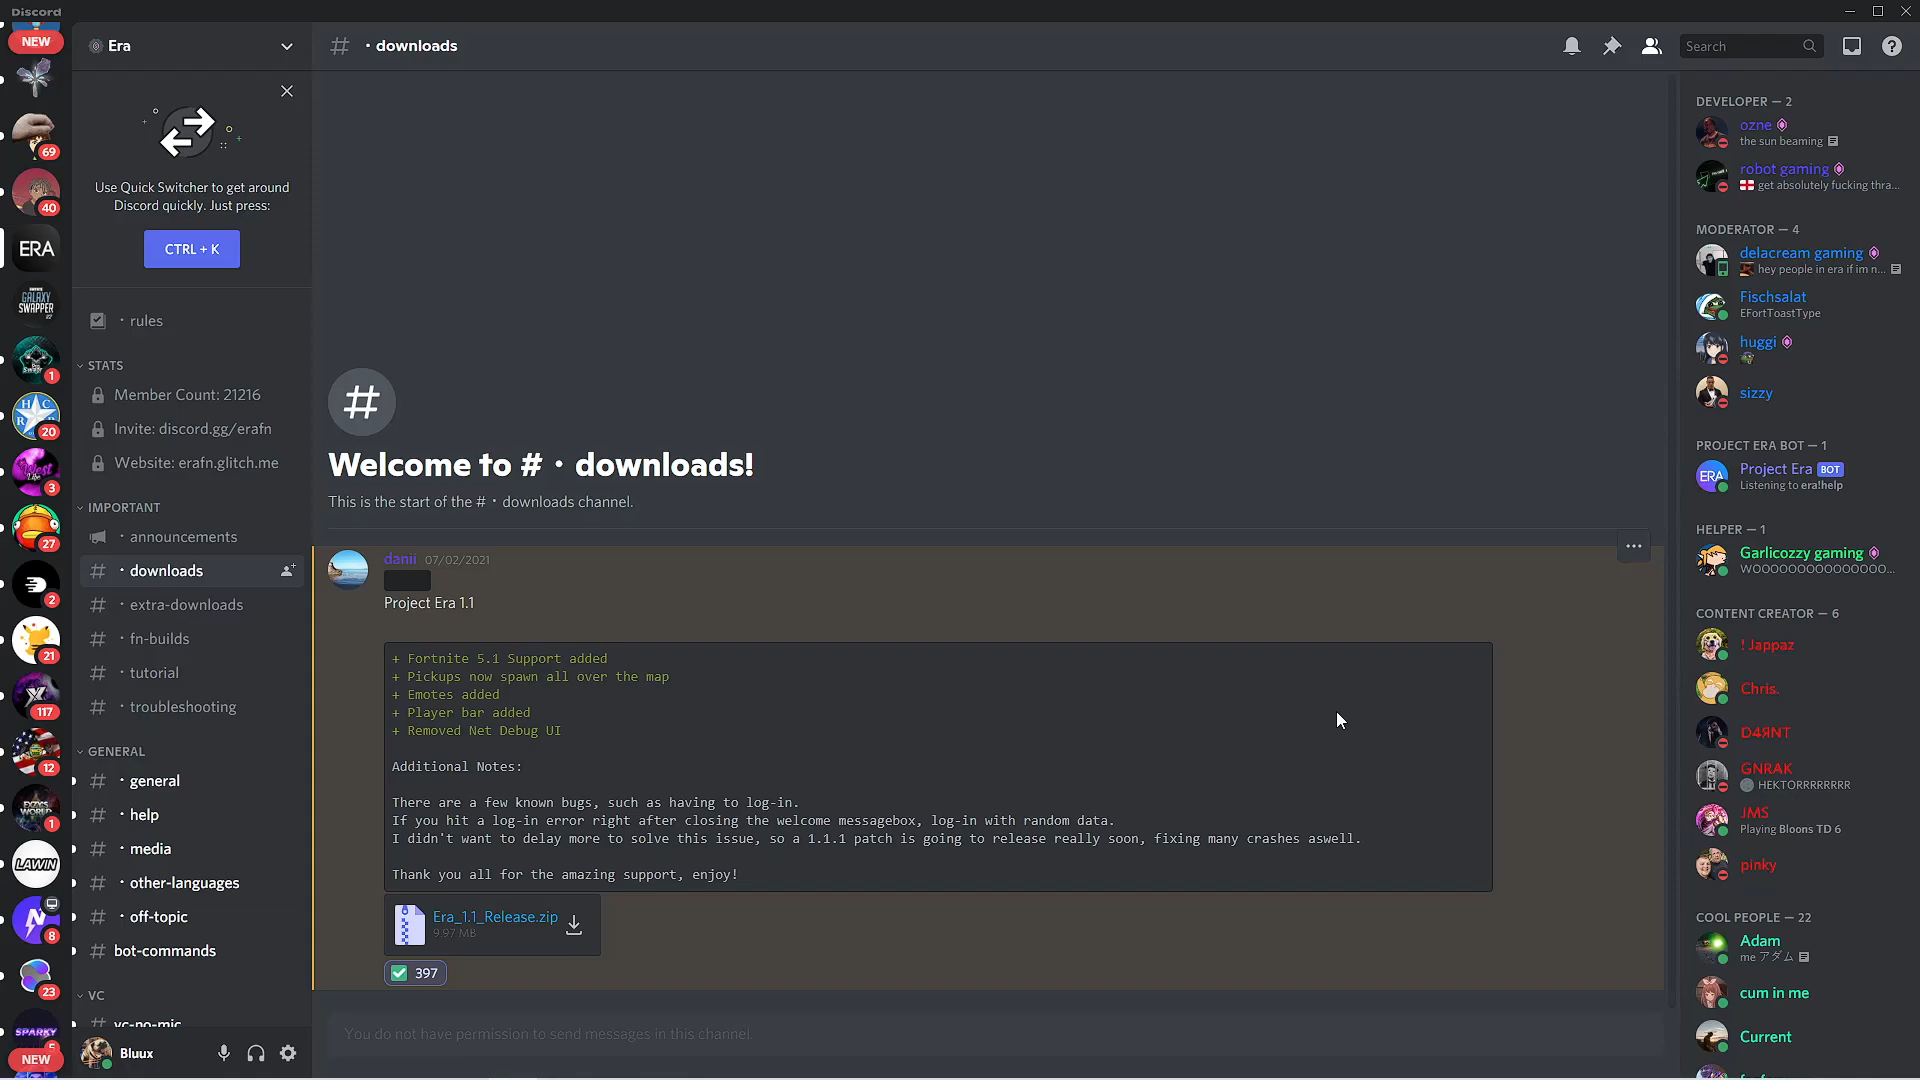 Discord
NEW
69
40
ERA
GALAXY
SWAPPER
1
20
3
27
2
21
117
12
1
LAWIN
8
23
SPARKY
NEW
Era
Use Quick Switcher to get around
Discord quickly. Just press:
CTRL + K
・rules
STATS
Member Count: 21216
Invite: discord.gg/erafn
Website: erafn.glitch.me
IMPORTANT
・announcements
・downloads
・extra-downloads
・fn-builds
・tutorial
・troubleshooting
GENERAL
・general
・help
・media
・other-languages
・off-topic
bot-commands
VC
vc-no-mic
Bluux
# ・downloads
Search
Welcome to #・downloads!
This is the start of the #・downloads channel.
danii 07/02/2021
Project Era 1.1
+ Fortnite 5.1 Support added
+ Pickups now spawn all over the map
+ Emotes added
+ Player bar added
+ Removed Net Debug UI
Additional Notes:
There are a few known bugs, such as having to log-in.
If you hit a log-in error right after closing the welcome messagebox, log-in with random data.
I didn't want to delay more to solve this issue, so a 1.1.1 patch is going to release really soon, fixing many crashes aswell.
Thank you all for the amazing support, enjoy!
Era_1.1_Release.zip
9.97 MB
397
You do not have permission to send messages in this channel.
DEVELOPER — 2
ozne
the sun beaming
robot gaming
get absolutely fucking thra...
MODERATOR — 4
delacream gaming
hey people in era if im n...
Fischsalat
EFortToastType
huggi
sizzy
PROJECT ERA BOT — 1
ERA
Project Era BOT
Listening to era!help
HELPER — 1
Garlicozzy gaming
WOOOOOOOOOOOOOOO...
CONTENT CREATOR — 6
! Jappaz
Chris.
D4ЯNT
GNRAK
HEKTORRRRRRRR
JMS
Playing Bloons TD 6
pinky
COOL PEOPLE — 22
Adam
me アダム
cum in me
Current